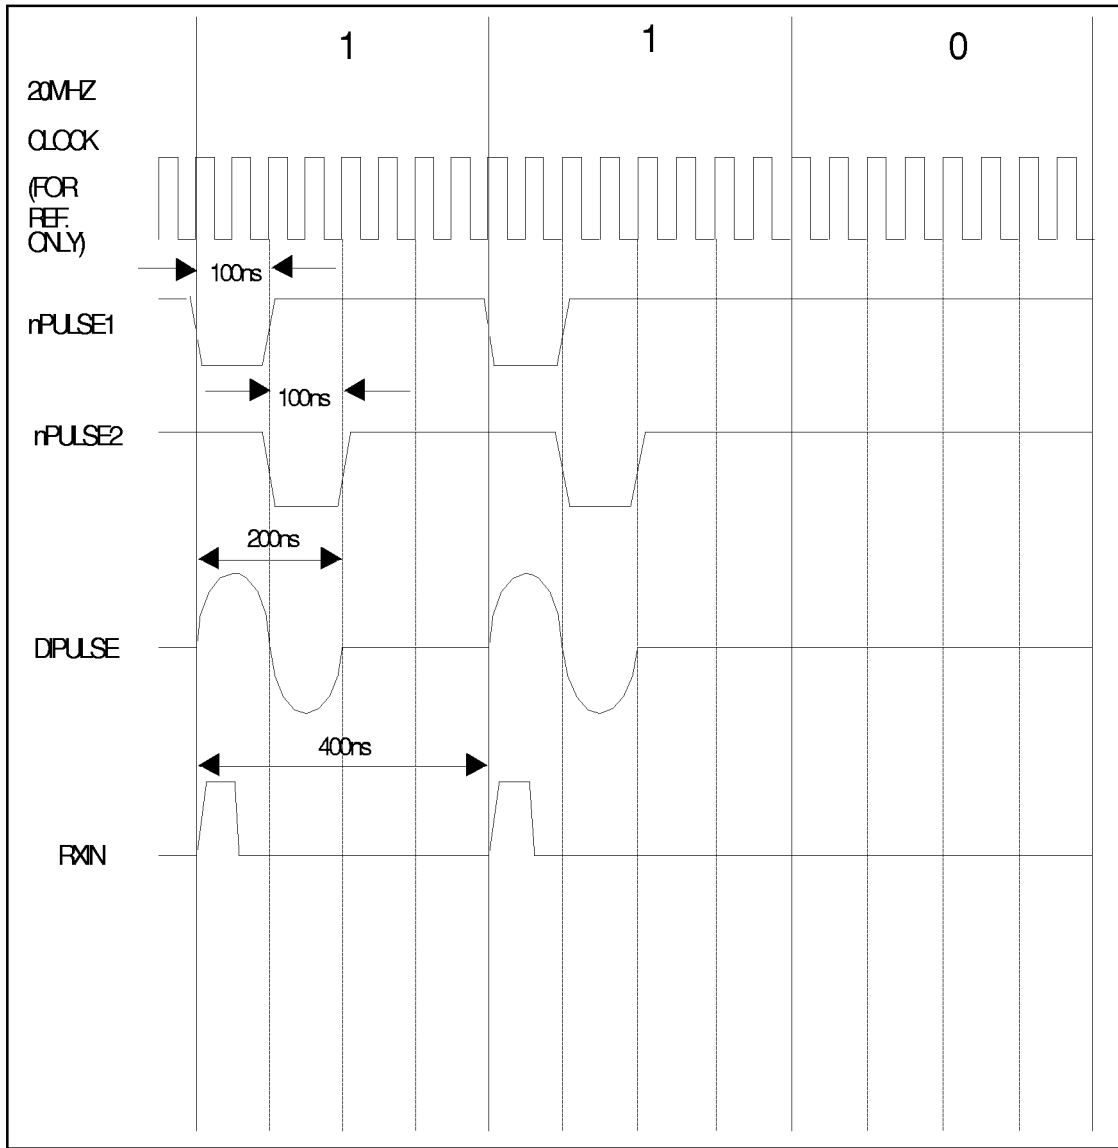 1 1 0
20MHZ
CLOCK
(FOR
REF.
ONLY)
100ns
nPULSE1
100ns
nPULSE2
200ns
DIPULSE
400ns
RXIN